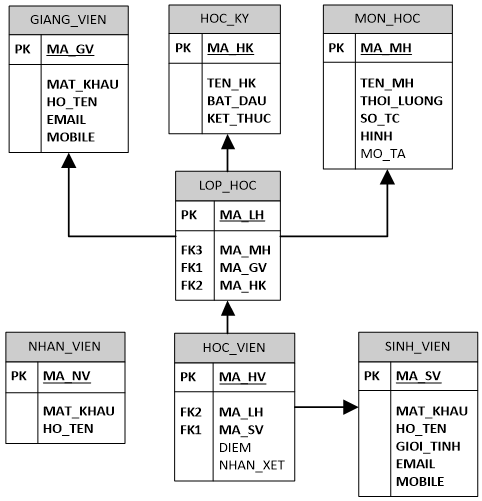 GIANG_VIEN
PK MA_GV
MAT_KHAU
HO_TEN
EMAIL
MOBILE
HOC_KY
PK MA_HK
TEN_HK
BAT_DAU
KET_THUC
MON_HOC
PK MA_MH
TEN_MH
THOI_LUONG
SO_TC
HINH
MO_TA
LOP_HOC
PK MA_LH
FK3 MA_MH
FK1 MA_GV
FK2 MA_HK
NHAN_VIEN
PK MA_NV
MAT_KHAU
HO_TEN
HOC_VIEN
PK MA_HV
FK2 MA_LH
FK1 MA_SV
DIEM
NHAN_XET
SINH_VIEN
PK MA_SV
MAT_KHAU
HO_TEN
GIOI_TINH
EMAIL
MOBILE